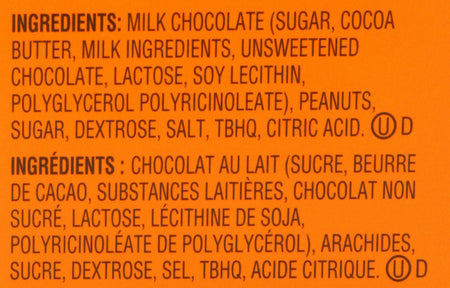 INGREDIENTS: MILK CHOCOLATE (SUGAR, COCOA
BUTTER, MILK INGREDIENTS, UNSWEETENED
CHOCOLATE, LACTOSE, SOY LECITHIN,
POLYGLYCEROL POLYRICINOLEATE), PEANUTS,
SUGAR, DEXTROSE, SALT, TBHQ, CITRIC ACID. Ⓤ D
INGRÉDIENTS : CHOCOLAT AU LAIT (SUCRE, BEURRE
DE CACAO, SUBSTANCES LAITIÈRES, CHOCOLAT NON
SUCRÉ, LACTOSE, LÉCITHINE DE SOJA,
POLYRICINOLÉATE DE POLYGLYCÉROL), ARACHIDES,
SUCRE, DEXTROSE, SEL, TBHQ, ACIDE CITRIQUE. Ⓤ D